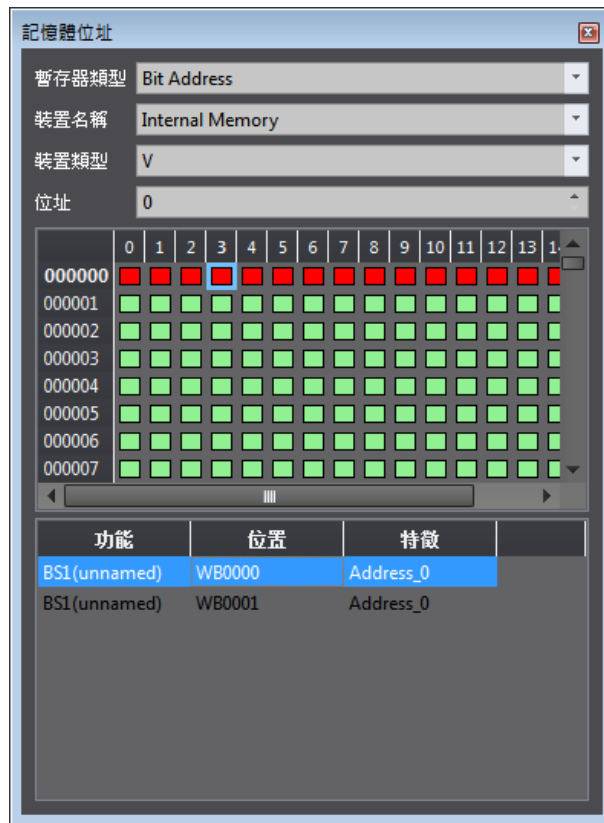 記憶體位址
暫存器類型 Bit Address
裝置名稱 Internal Memory
裝置類型 V
位址 0
0 1 2 3 4 5 6 7 8 9 10 11 12 13
000000
000001
000002
000003
000004
000005
000006
000007
功能 位置 特徵
BS1(unnamed) WB0000 Address_0
BS1(unnamed) WB0001 Address_0